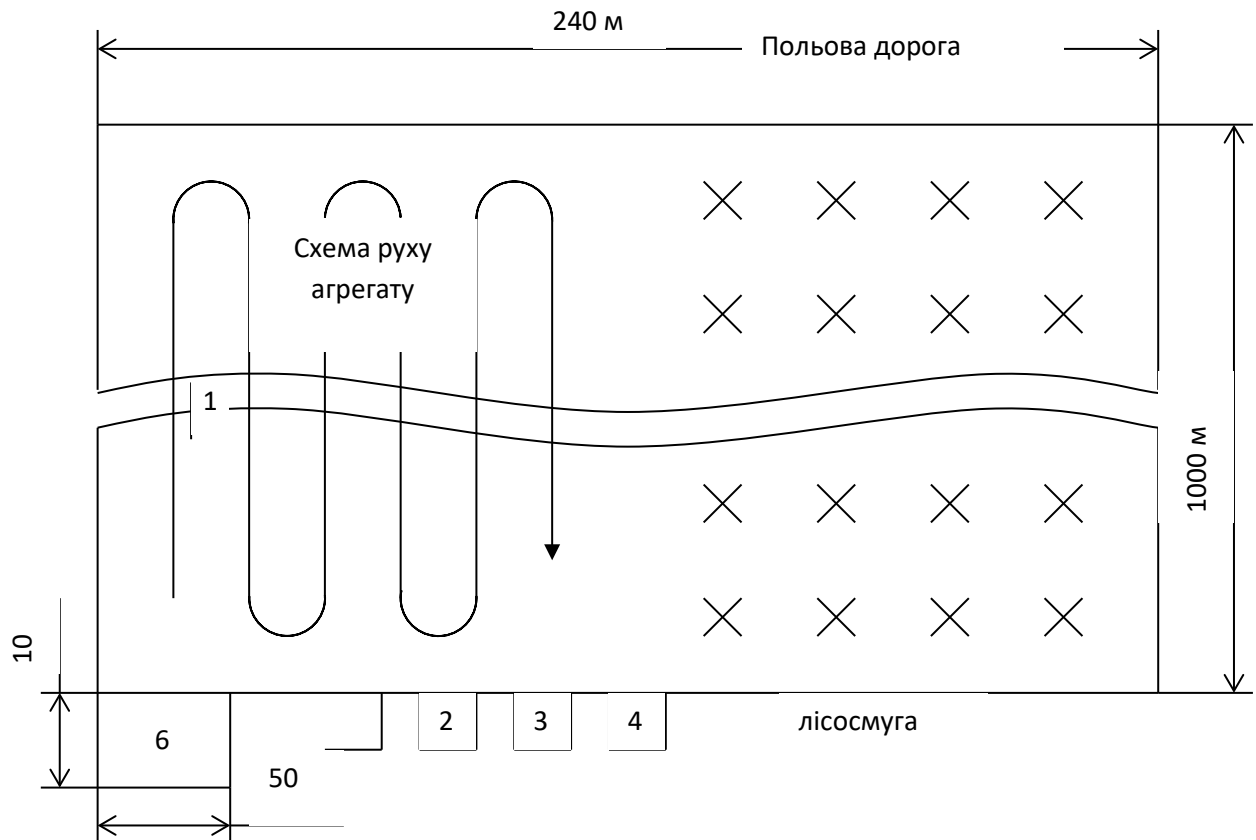 240 м
Польова дорога
Схема руху
агрегату
1
1000 м
10
6
50
2
3
4
лісосмуга